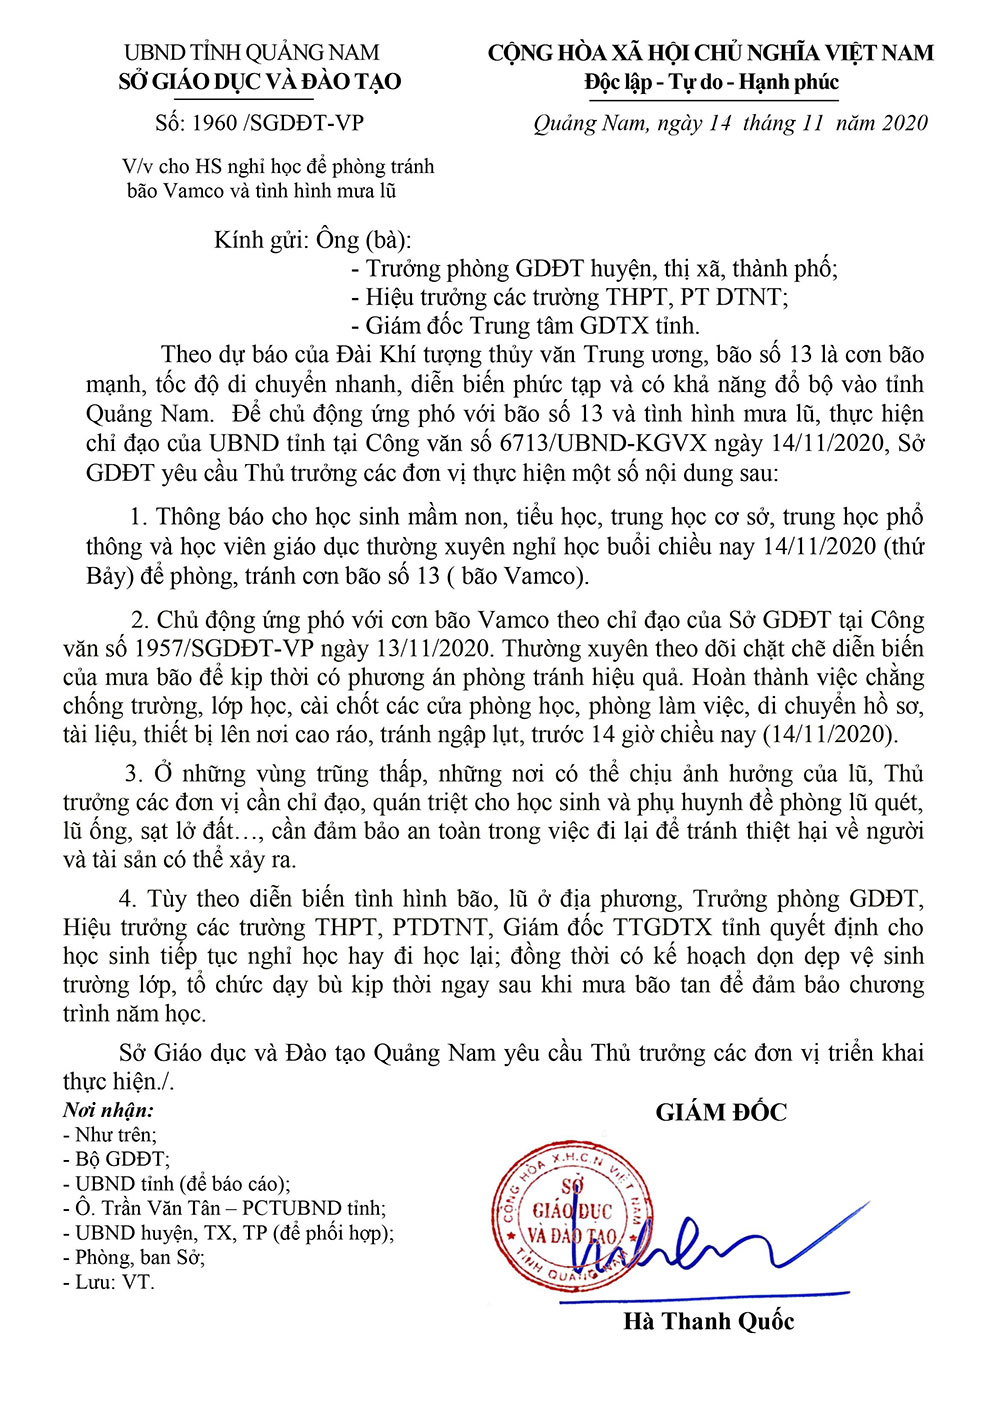 UBND TỈNH QUẢNG NAM
SỞ GIÁO DỤC VÀ ĐÀO TẠO
Số: 1960 /SGDĐT-VP
V/v cho HS nghỉ học để phòng tránh
bão Vamco và tình hình mưa lũ
CỘNG HÒA XÃ HỘI CHỦ NGHĨA VIỆT NAM
Độc lập - Tự do - Hạnh phúc
Quảng Nam, ngày 14 tháng 11 năm 2020
Kính gửi: Ông (bà):
- Trưởng phòng GDĐT huyện, thị xã, thành phố;
- Hiệu trưởng các trường THPT, PT DTNT;
- Giám đốc Trung tâm GDTX tỉnh.
Theo dự báo của Đài Khí tượng thủy văn Trung ương, bão số 13 là cơn bão
mạnh, tốc độ di chuyển nhanh, diễn biến phức tạp và có khả năng đổ bộ vào tỉnh
Quảng Nam. Để chủ động ứng phó với bão số 13 và tình hình mưa lũ, thực hiện
chỉ đạo của UBND tỉnh tại Công văn số 6713/UBND-KGVX ngày 14/11/2020, Sở
GDĐT yêu cầu Thủ trưởng các đơn vị thực hiện một số nội dung sau:
1. Thông báo cho học sinh mầm non, tiểu học, trung học cơ sở, trung học phổ
thông và học viên giáo dục thường xuyên nghỉ học buổi chiều nay 14/11/2020 (thứ
Bảy) để phòng, tránh cơn bão số 13 ( bão Vamco).
2. Chủ động ứng phó với cơn bão Vamco theo chỉ đạo của Sở GDĐT tại Công
văn số 1957/SGDĐT-VP ngày 13/11/2020. Thường xuyên theo dõi chặt chẽ diễn biến
của mưa bão để kịp thời có phương án phòng tránh hiệu quả. Hoàn thành việc chằng
chống trường, lớp học, cài chốt các cửa phòng học, phòng làm việc, di chuyển hồ sơ,
tài liệu, thiết bị lên nơi cao ráo, tránh ngập lụt, trước 14 giờ chiều nay (14/11/2020).
3. Ở những vùng trũng thấp, những nơi có thể chịu ảnh hưởng của lũ, Thủ
trưởng các đơn vị cần chỉ đạo, quán triệt cho học sinh và phụ huynh đề phòng lũ quét,
lũ ống, sạt lở đất…, cần đảm bảo an toàn trong việc đi lại để tránh thiệt hại về người
và tài sản có thể xảy ra.
4. Tùy theo diễn biến tình hình bão, lũ ở địa phương, Trưởng phòng GDĐT,
Hiệu trưởng các trường THPT, PTDTNT, Giám đốc TTGDTX tỉnh quyết định cho
học sinh tiếp tục nghỉ học hay đi học lại; đồng thời có kế hoạch dọn dẹp vệ sinh
trường lớp, tổ chức dạy bù kịp thời ngay sau khi mưa bão tan để đảm bảo chương
trình năm học.
Sở Giáo dục và Đào tạo Quảng Nam yêu cầu Thủ trưởng các đơn vị triển khai
thực hiện./.
Nơi nhận:
- Như trên;
- Bộ GDĐT;
- UBND tỉnh (để báo cáo);
- Ô. Trần Văn Tân – PCTUBND tỉnh;
- UBND huyện, TX, TP (để phối hợp);
- Phòng, ban Sở;
- Lưu: VT.
GIÁM ĐỐC
CỘNG HÒA X.H.C.N VIỆT NAM
SỞ
GIÁO DỤC
VÀ ĐÀO TẠO
TỈNH QUẢNG NAM
Hà Thanh Quốc